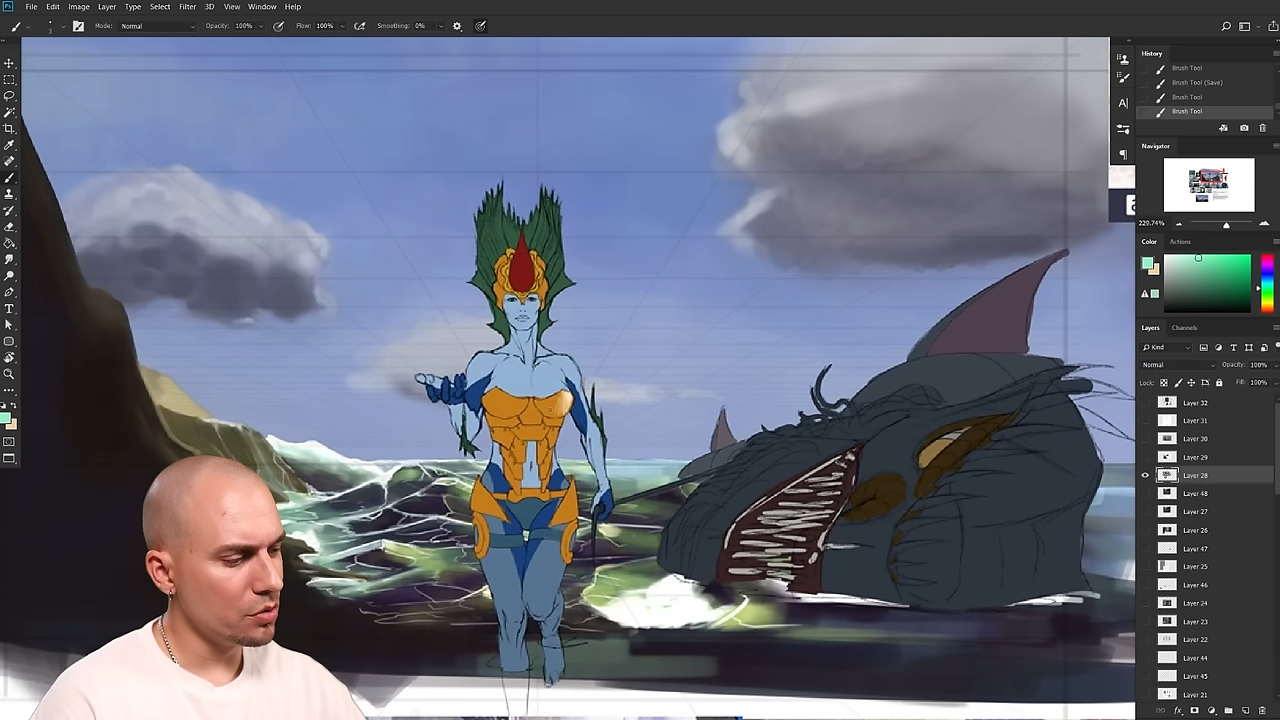 Ps File Edit Image Layer Type Select Filter 3D View Window Help
3 Mode: Normal Opacity: 100% Flow: 100% Smoothing: 0%
History
Brush Tool
Brush Tool (Save)
Brush Tool
Brush Tool
Navigator
229.74%
Color Actions
Layers Channels
Kind
Normal Opacity: 100%
Lock: Fill: 100%
Layer 32
Layer 31
Layer 30
Layer 29
Layer 28
Layer 48
Layer 27
Layer 26
Layer 47
Layer 25
Layer 46
Layer 24
Layer 23
Layer 22
Layer 44
Layer 45
Layer 21